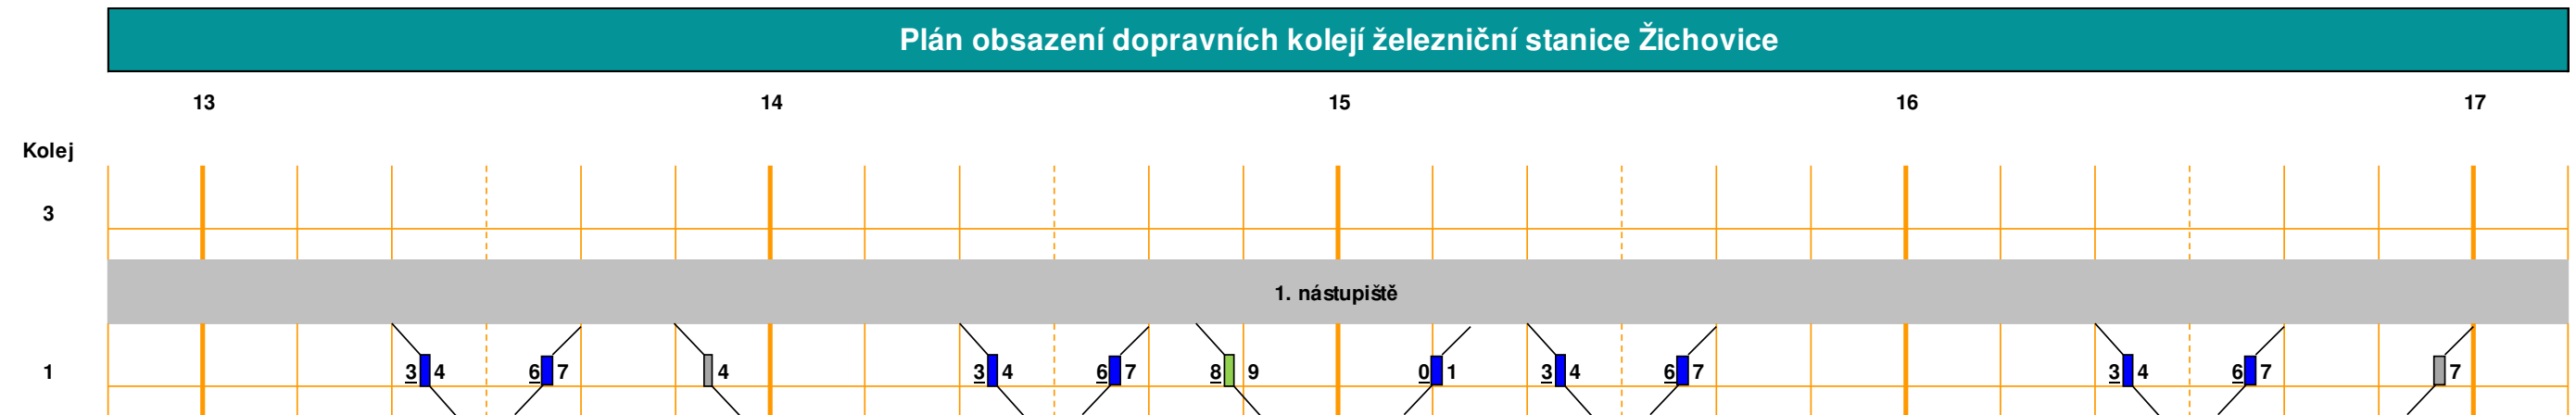 Plán obsazení dopravních kolejí železniční stanice Žichovice
13 14 15 16 17
Kolej
3
1. nástupiště
1 3 4 6 7 4 3 4 6 7 8 9 0 1 3 4 6 7 3 4 6 7 7